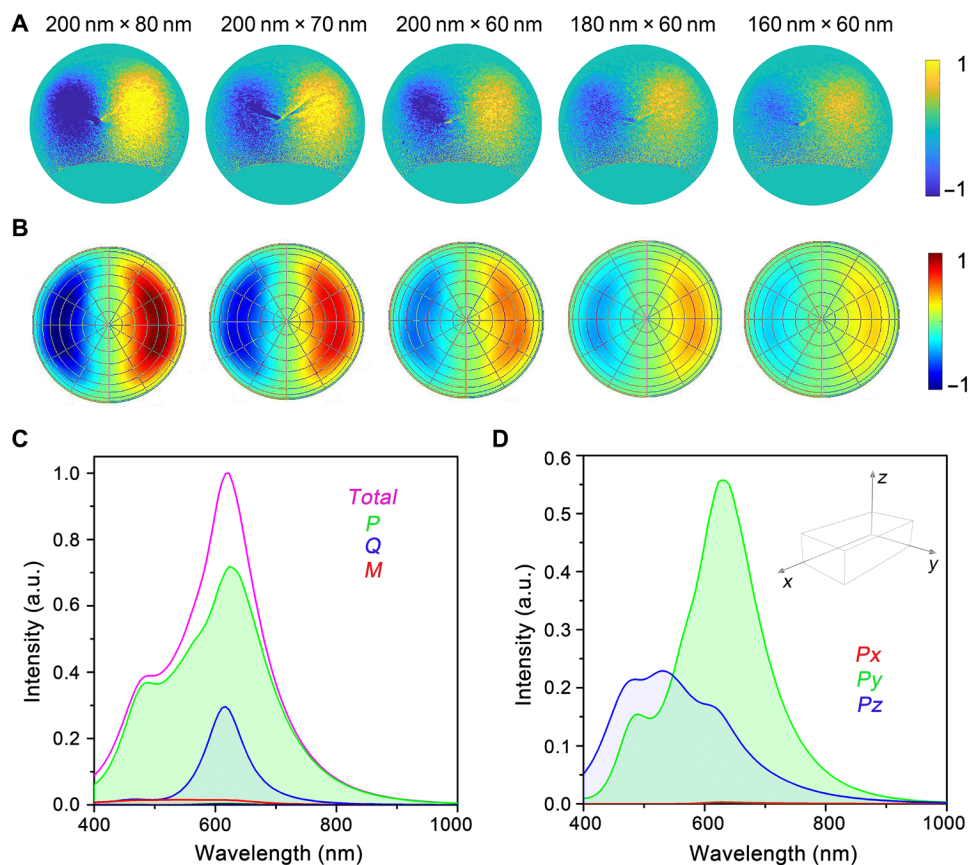 A
200 nm × 80 nm
200 nm × 70 nm
200 nm × 60 nm
180 nm × 60 nm
160 nm × 60 nm
1
−1
B
1
−1
C
1.0
0.8
0.6
0.4
0.2
0.0
Intensity (a.u.)
Total
P
Q
M
400
600
800
1000
Wavelength (nm)
D
0.6
0.5
0.4
0.3
0.2
0.1
0.0
Intensity (a.u.)
z
x
y
Px
Py
Pz
400
600
800
1000
Wavelength (nm)